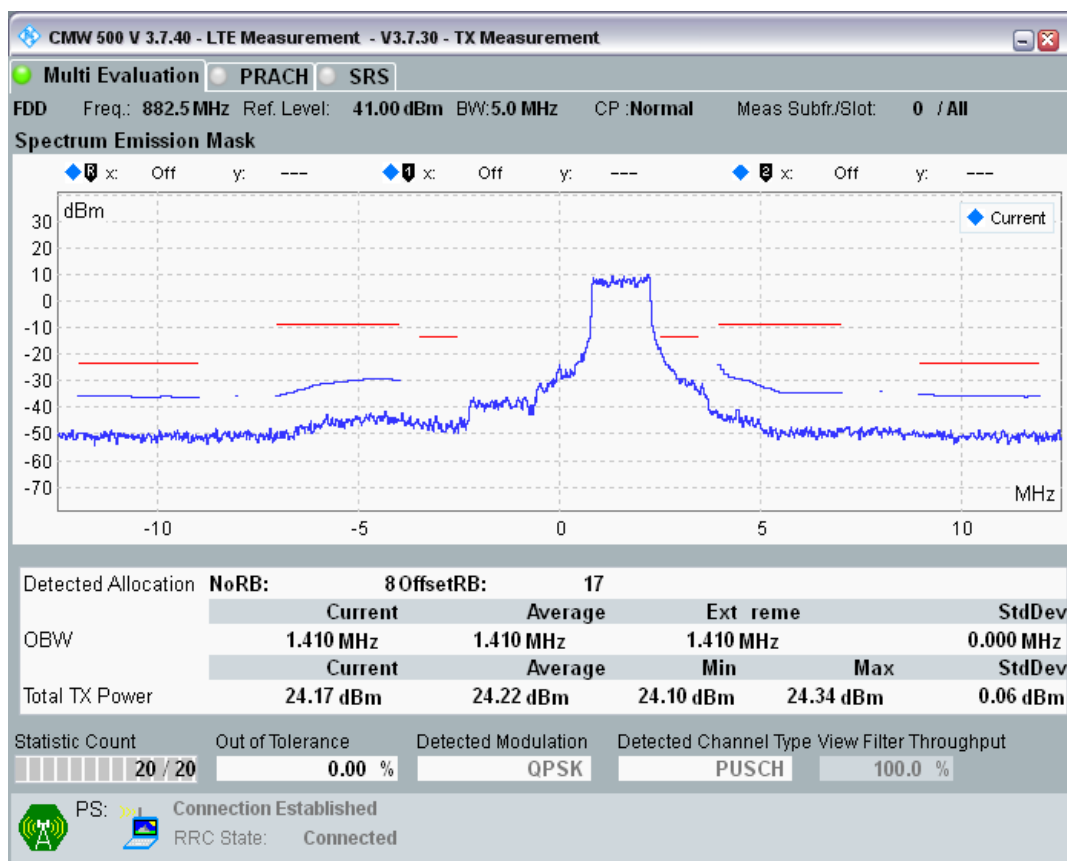 CMW 500 V 3.7.40 - LTE Measurement - V3.7.30 - TX Measurement
Multi Evaluation PRACH SRS
FDD Freq.: 882.5 MHz Ref. Level: 41.00 dBm BW:5.0 MHz CP :Normal Meas Subfr./Slot: 0 / All
Spectrum Emission Mask
R x: Off y: --- 1 x: Off y: --- 2 x: Off y: ---
dBm
Current
30
20
10
0
-10
-20
-30
-40
-50
-60
-70
MHz
-10 -5 0 5 10
Detected Allocation NoRB: 8 OffsetRB: 17
Current Average Ext reme StdDev
OBW 1.410 MHz 1.410 MHz 1.410 MHz 0.000 MHz
Current Average Min Max StdDev
Total TX Power 24.17 dBm 24.22 dBm 24.10 dBm 24.34 dBm 0.06 dBm
Statistic Count Out of Tolerance Detected Modulation Detected Channel Type View Filter Throughput
20 / 20 0.00 % QPSK PUSCH 100.0 %
PS: Connection Established
RRC State: Connected